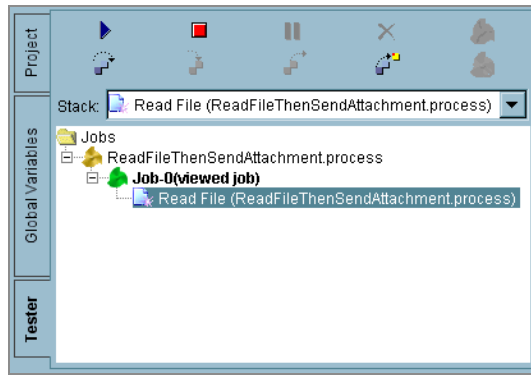 Project
Global Variables
Tester
Stack: Read File (ReadFileThenSendAttachment.process)
Jobs
ReadFileThenSendAttachment.process
Job-0(viewed job)
Read File (ReadFileThenSendAttachment.process)